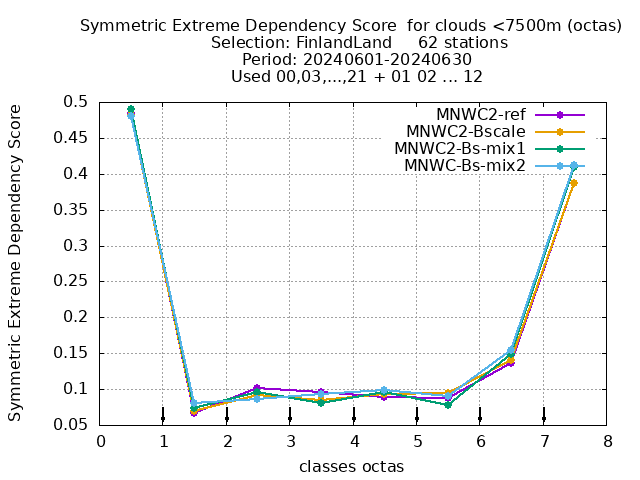 Symmetric Extreme Dependency Score  for clouds <7500m (octas)
Selection: FinlandLand     62 stations
Period: 20240601-20240630
Used 00,03,...,21 + 01 02 ... 12
MNWC2-ref
MNWC2-Bscale
MNWC2-Bs-mix1
MNWC-Bs-mix2
Symmetric Extreme Dependency Score
0.5
0.45
0.4
0.35
0.3
0.25
0.2
0.15
0.1
0.05
0 1 2 3 4 5 6 7 8
classes octas